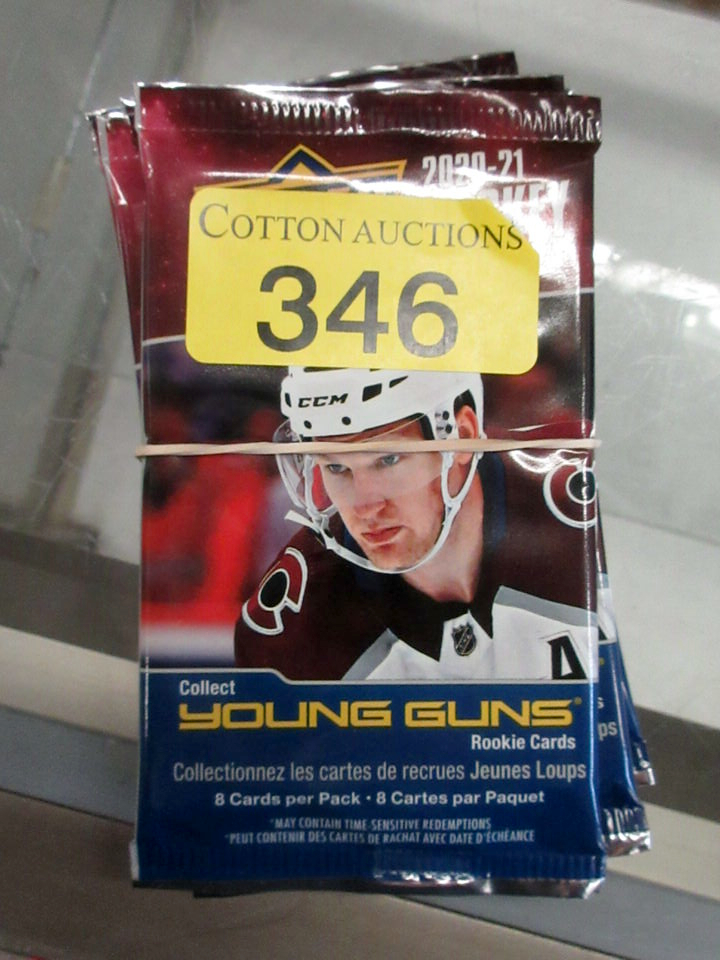 2020-21
COTTON AUCTIONS
346
CCM
A
Collect
YOUNG GUNS®
Rookie Cards
Collectionnez les cartes de recrues Jeunes Loups
8 Cards per Pack • 8 Cartes par Paquet
*MAY CONTAIN TIME-SENSITIVE REDEMPTIONS
*PEUT CONTENIR DES CARTES DE RACHAT AVEC DATE D'ÉCHÉANCE
ps